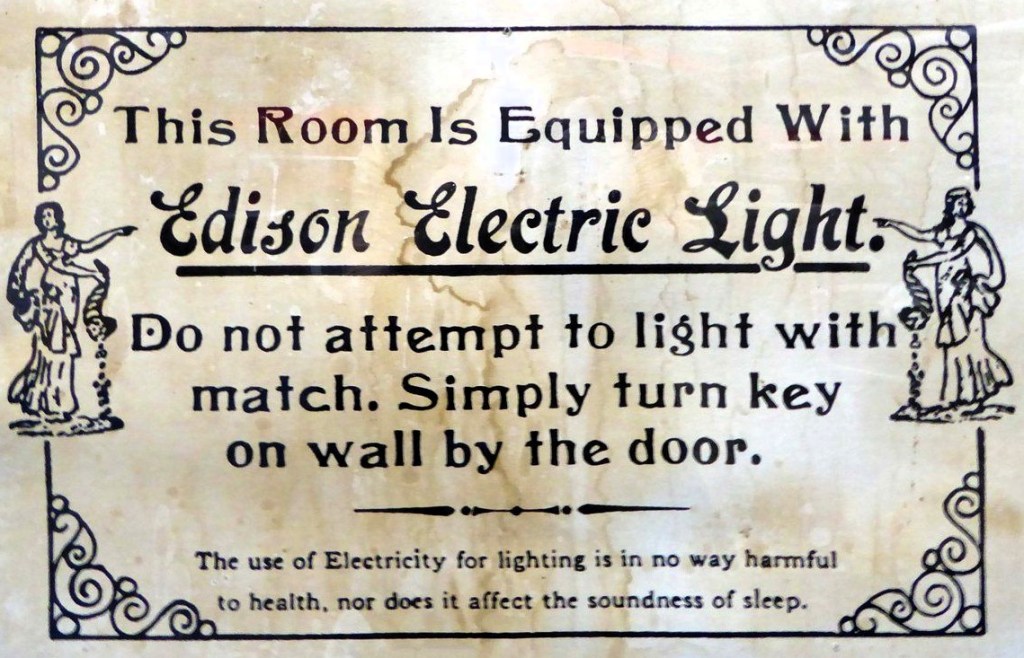 This Room Is Equipped With
Edison Electric Light.
Do not attempt to light with
match. Simply turn key
on wall by the door.
The use of Electricity for lighting is in no way harmful
to health, nor does it affect the soundness of sleep.